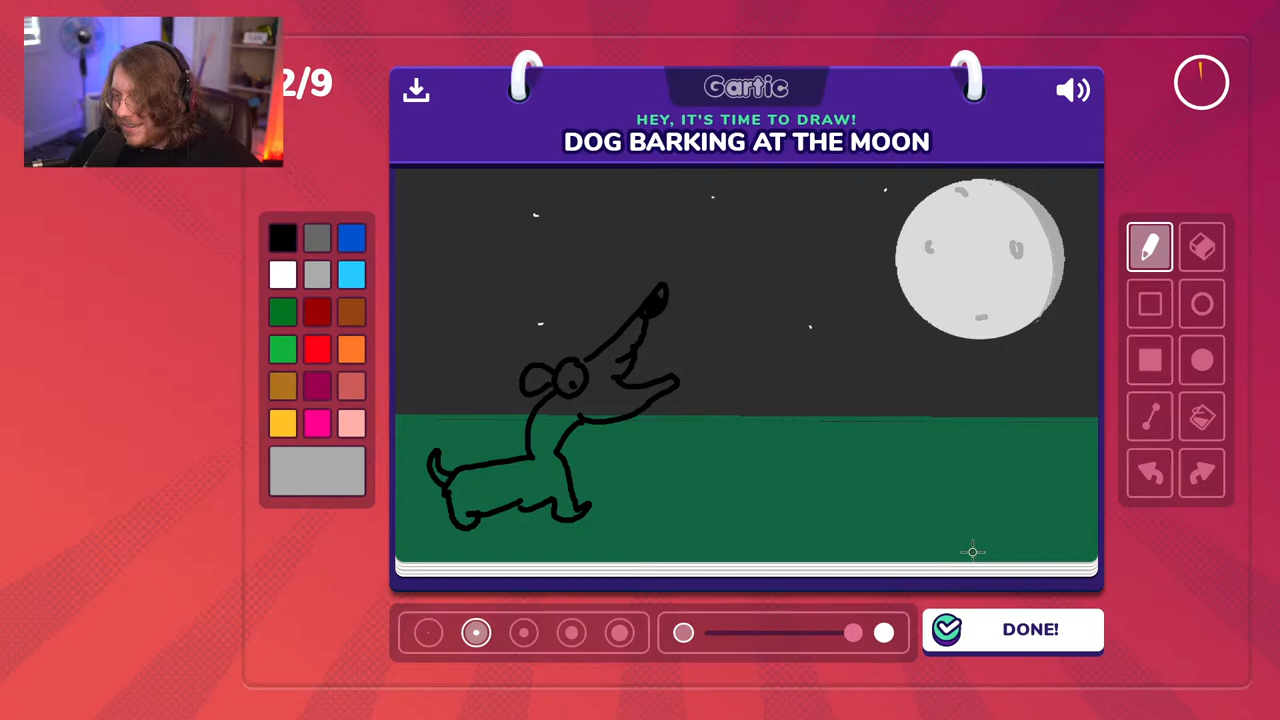 2/9
Gartic
HEY, IT'S TIME TO DRAW!
DOG BARKING AT THE MOON
DONE!